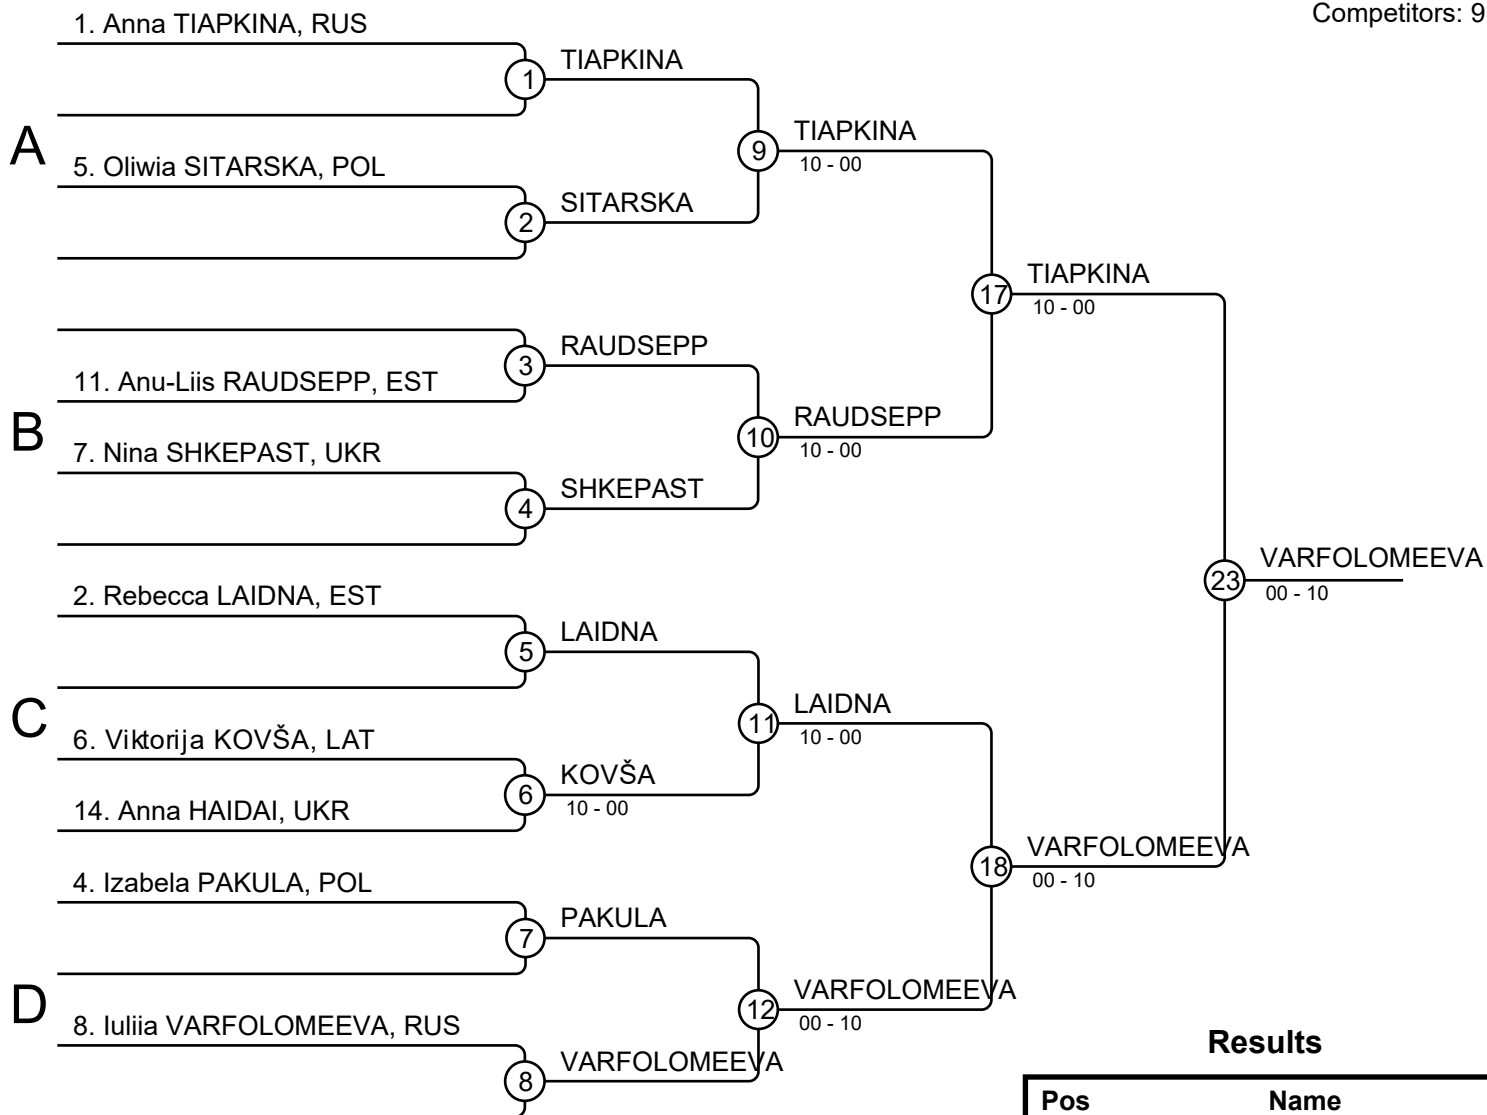 Competitors: 9
1. Anna TIAPKINA, RUS
TIAPKINA
1
A
TIAPKINA
9
10 - 00
5. Oliwia SITARSKA, POL
SITARSKA
2
TIAPKINA
17
10 - 00
RAUDSEPP
3
11. Anu-Liis RAUDSEPP, EST
B
RAUDSEPP
10
10 - 00
7. Nina SHKEPAST, UKR
SHKEPAST
4
VARFOLOMEEVA
23
00 - 10
2. Rebecca LAIDNA, EST
LAIDNA
5
C
LAIDNA
11
10 - 00
6. Viktorija KOVŠA, LAT
KOVŠA
6
10 - 00
14. Anna HAIDAI, UKR
VARFOLOMEEVA
18
00 - 10
4. Izabela PAKULA, POL
PAKULA
7
D
VARFOLOMEEVA
12
00 - 10
8. Iuliia VARFOLOMEEVA, RUS
VARFOLOMEEVA
8
Results
Pos Name